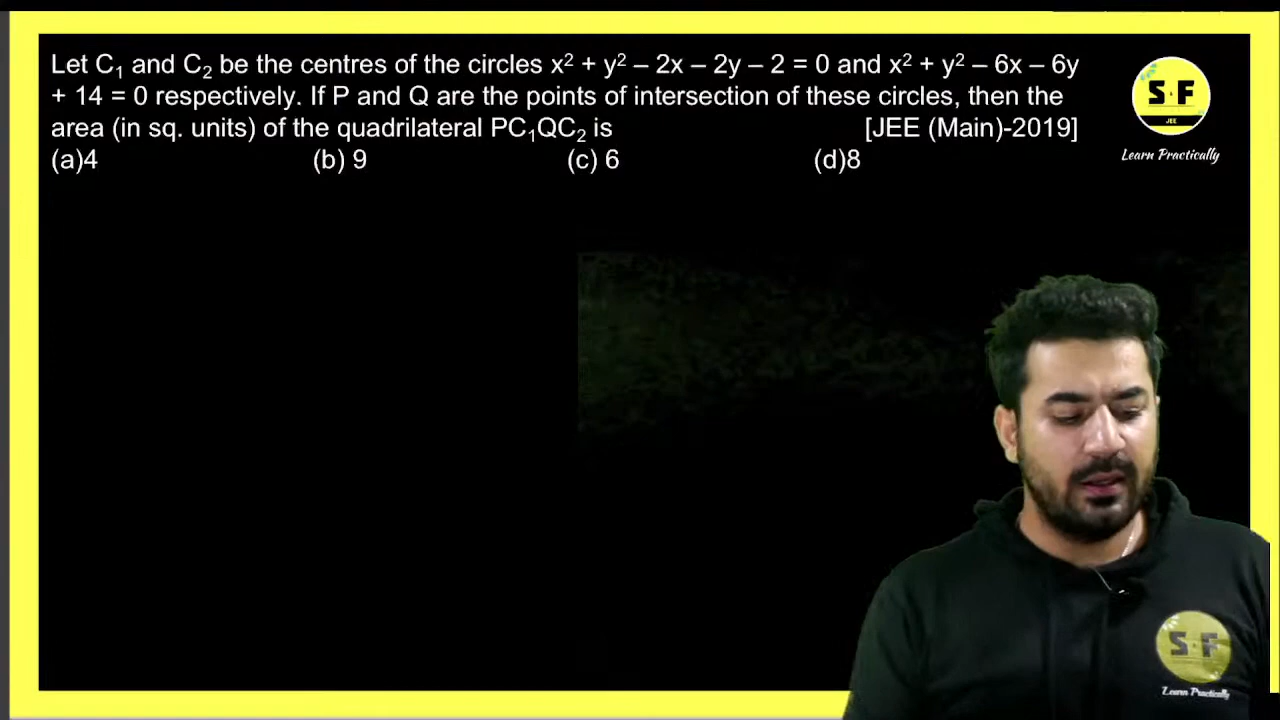 Let C₁ and C₂ be the centres of the circles x² + y² – 2x – 2y – 2 = 0 and x² + y² – 6x – 6y
+ 14 = 0 respectively. If P and Q are the points of intersection of these circles, then the
area (in sq. units) of the quadrilateral PC₁QC₂ is [JEE (Main)-2019]
(a)4 (b) 9 (c) 6 (d)8
S F
JEE
Learn Practically
S F
Learn Practically